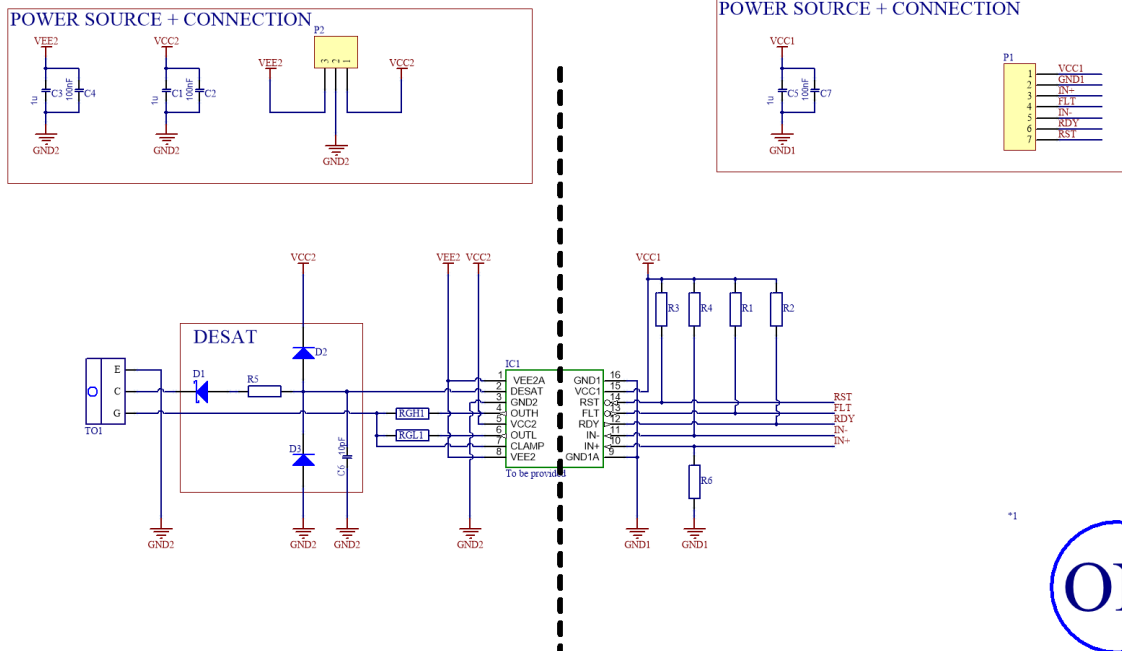 POWER SOURCE + CONNECTION
P2
VEE2
VCC2
3 2 1
VEE2
VCC2
1u
C3
100nF
C4
1u
C1
100nF
C2
GND2
GND2
GND2
POWER SOURCE + CONNECTION
VCC1
1u
C5
100nF
C7
GND1
P1
1 VCC1
2 GND1
3 IN+
4 FLT
5 IN-
6 RDY
7 RST
VCC2
VEE2 VCC2
VCC1
DESAT
D2
D1
R5
E
C
G
TO1
D3
C6 10pF
RGH1
RGL1
IC1
1 VEE2A
2 DESAT
3 GND2
4 OUTH
5 VCC2
6 OUTL
7 CLAMP
8 VEE2
GND1 16
VCC1 15
RST 14
FLT 13
RDY 12
IN- 11
IN+ 10
GND1A 9
To be provided
R3
R4
R1
R2
RST
FLT
RDY
IN-
IN+
R6
GND2
GND2
GND2
GND2
GND1
GND1
*1